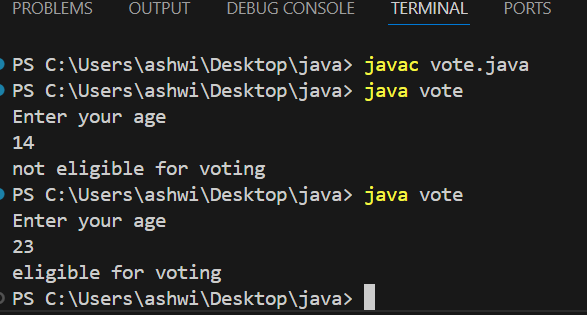 PROBLEMS OUTPUT DEBUG CONSOLE TERMINAL PORTS
PS C:\Users\ashwi\Desktop\java> javac vote.java
PS C:\Users\ashwi\Desktop\java> java vote
Enter your age
14
not eligible for voting
PS C:\Users\ashwi\Desktop\java> java vote
Enter your age
23
eligible for voting
PS C:\Users\ashwi\Desktop\java>